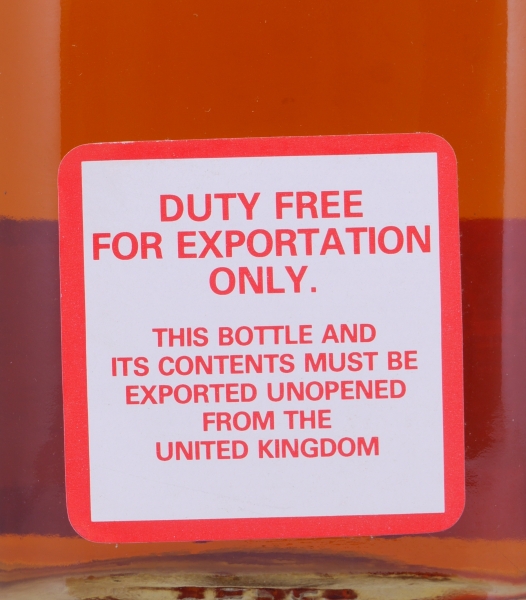 DUTY FREE
FOR EXPORTATION
ONLY.
THIS BOTTLE AND
ITS CONTENTS MUST BE
EXPORTED UNOPENED
FROM THE
UNITED KINGDOM